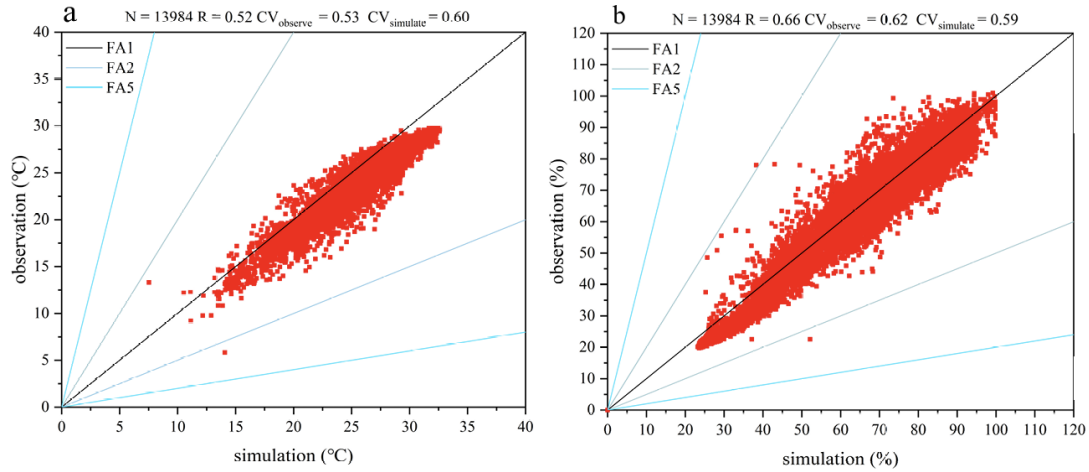 a
N = 13984 R = 0.52 CVobserve = 0.53 CVsimulate = 0.60
FA1
FA2
FA5
observation (℃)
40
35
30
25
20
15
10
5
0
0 5 10 15 20 25 30 35 40
simulation (℃)
b
N = 13984 R = 0.66 CVobserve = 0.62 CVsimulate = 0.59
FA1
FA2
FA5
observation (%)
120
110
100
90
80
70
60
50
40
30
20
10
0
0 10 20 30 40 50 60 70 80 90 100 110 120
simulation (%)